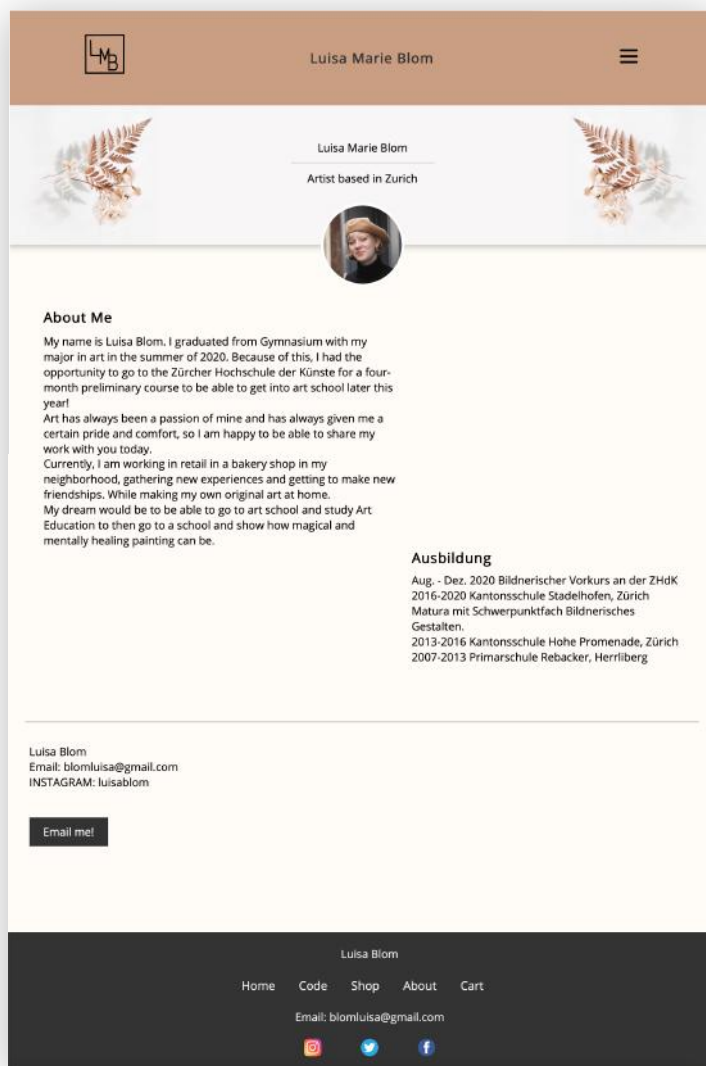 LMB
Luisa Marie Blom
Luisa Marie Blom
Artist based in Zurich
About Me
My name is Luisa Blom. I graduated from Gymnasium with my
major in art in the summer of 2020. Because of this, I had the
opportunity to go to the Zürcher Hochschule der Künste for a four-
month preliminary course to be able to get into art school later this
year!
Art has always been a passion of mine and has always given me a
certain pride and comfort, so I am happy to be able to share my
work with you today.
Currently, I am working in retail in a bakery shop in my
neighborhood, gathering new experiences and getting to make new
friendships. While making my own original art at home.
My dream would be to be able to go to art school and study Art
Education to then go to a school and show how magical and
mentally healing painting can be.
Ausbildung
Aug. - Dez. 2020 Bildnerischer Vorkurs an der ZHdK
2016-2020 Kantonsschule Stadelhofen, Zürich
Matura mit Schwerpunktfach Bildnerisches
Gestalten.
2013-2016 Kantonsschule Hohe Promenade, Zürich
2007-2013 Primarschule Rebacker, Herrliberg
Luisa Blom
Email: blomluisa@gmail.com
INSTAGRAM: luisablom
Email me!
Luisa Blom
Home Code Shop About Cart
Email: blomluisa@gmail.com